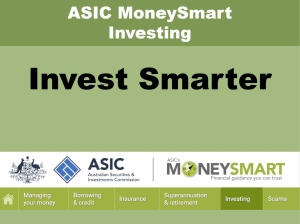 ASIC MoneySmart
Investing
Invest Smarter
ASIC
Australian Securities &
Investments Commission
ASIC's
MONEYSMART
Financial guidance you can trust
Managing
your money
Borrowing
& credit
Insurance
Superannuation
& retirement
Investing
Scams